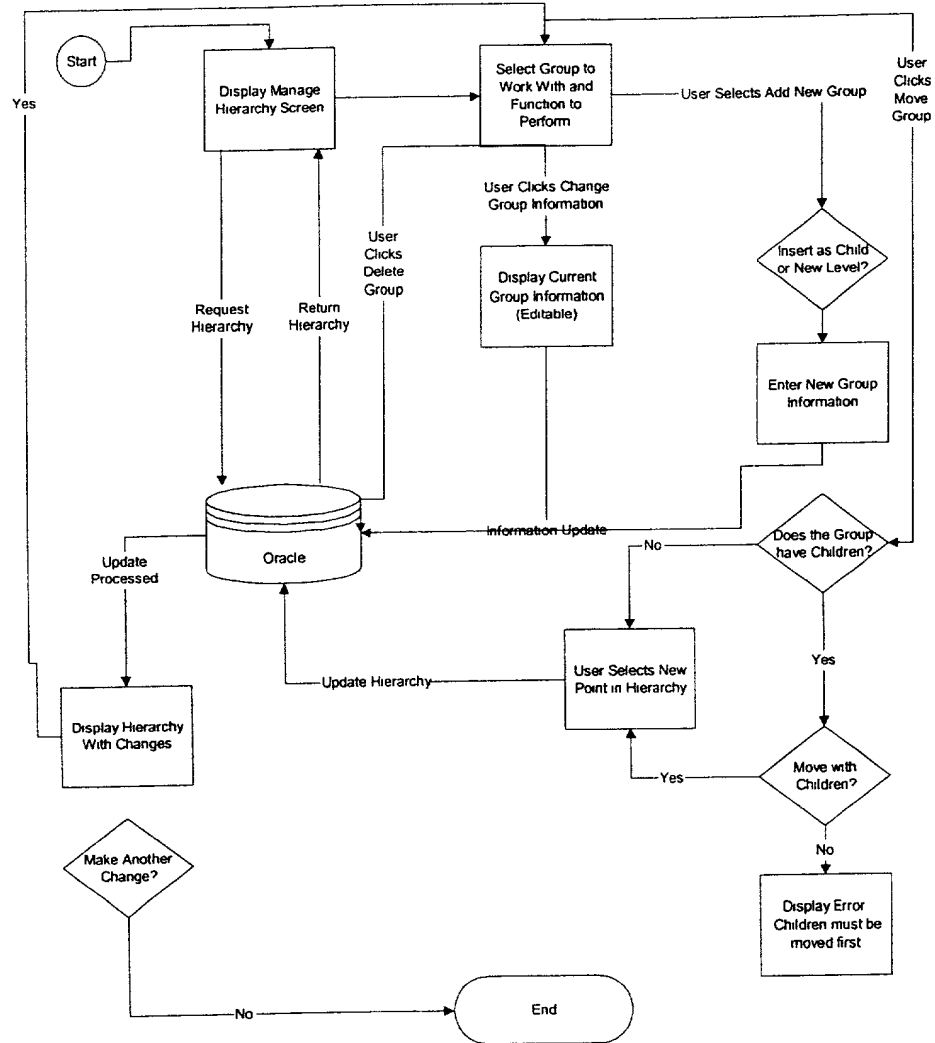 Start
Yes
Display Manage
Hierarchy Screen
Select Group to
Work With and
Function to
Perform
User Selects Add New Group
User
Clicks
Move
Group
User Clicks Change
Group Information
User
Clicks
Delete
Group
Insert as Child
or New Level?
Display Current
Group Information
(Editable)
Request
Hierarchy
Return
Hierarchy
Enter New Group
Information
Information Update
Oracle
Does the Group
have Children?
No
Update
Processed
Yes
User Selects New
Point in Hierarchy
Update Hierarchy
Display Hierarchy
With Changes
Move with
Children?
Yes
No
Make Another
Change?
Display Error
Children must be
moved first
No
End